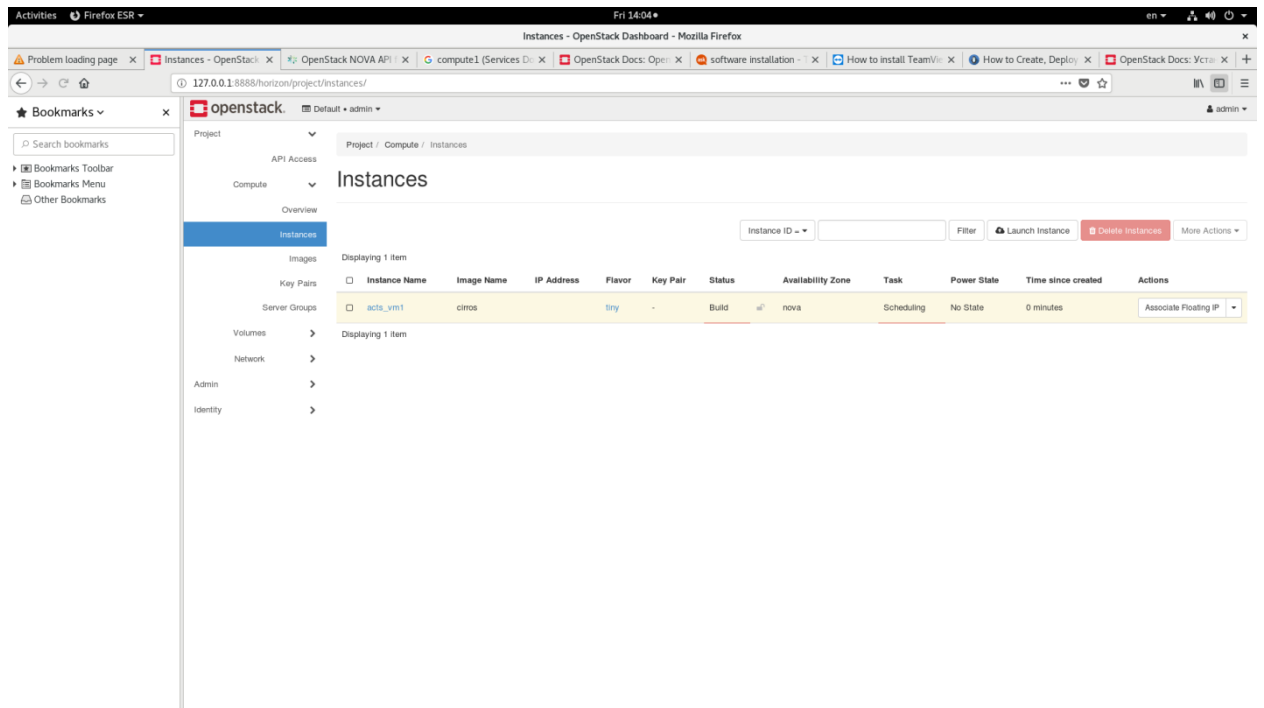 Activities Firefox ESR Fri 14:04 en
Instances - OpenStack Dashboard - Mozilla Firefox
Problem loading page Instances - OpenStack OpenStack NOVA API compute1 (Services Do OpenStack Docs: Open software installation - How to install TeamVie How to Create, Deploy OpenStack Docs: Уста
127.0.0.1:8888/horizon/project/instances/
Bookmarks
Search bookmarks
Bookmarks Toolbar
Bookmarks Menu
Other Bookmarks
openstack. Default • admin admin
Project
API Access
Compute
Overview
Instances
Images
Key Pairs
Server Groups
Volumes
Network
Admin
Identity
Project / Compute / Instances
Instances
Instance ID = Filter Launch Instance Delete Instances More Actions
Displaying 1 item
Instance Name Image Name IP Address Flavor Key Pair Status Availability Zone Task Power State Time since created Actions
acts_vm1 cirros tiny - Build nova Scheduling No State 0 minutes Associate Floating IP
Displaying 1 item